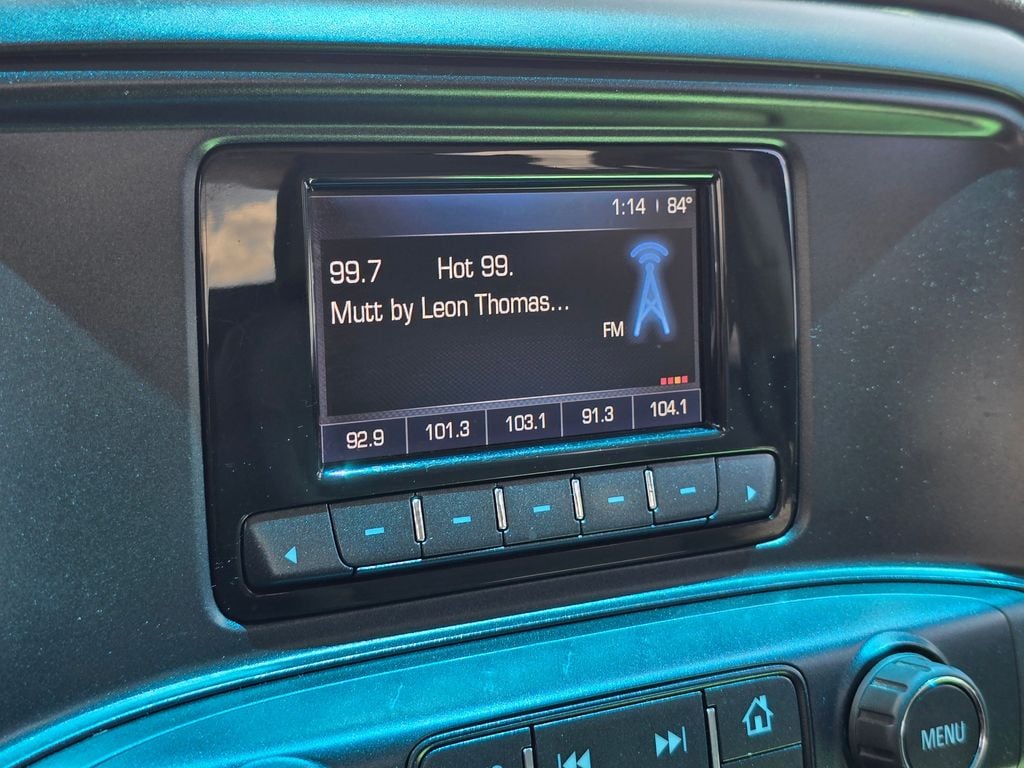 1:14 84°
99.7 Hot 99.
Mutt by Leon Thomas...
FM
92.9 101.3 103.1 91.3 104.1
MENU